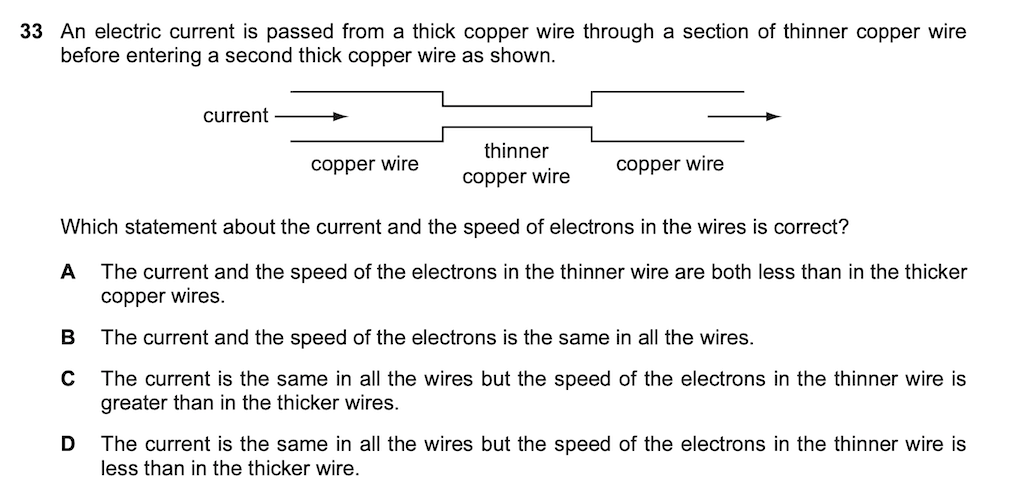 33 An electric current is passed from a thick copper wire through a section of thinner copper wire
before entering a second thick copper wire as shown.
current
copper wire
thinner
copper wire
copper wire
Which statement about the current and the speed of electrons in the wires is correct?
A The current and the speed of the electrons in the thinner wire are both less than in the thicker
copper wires.
B The current and the speed of the electrons is the same in all the wires.
C The current is the same in all the wires but the speed of the electrons in the thinner wire is
greater than in the thicker wires.
D The current is the same in all the wires but the speed of the electrons in the thinner wire is
less than in the thicker wire.